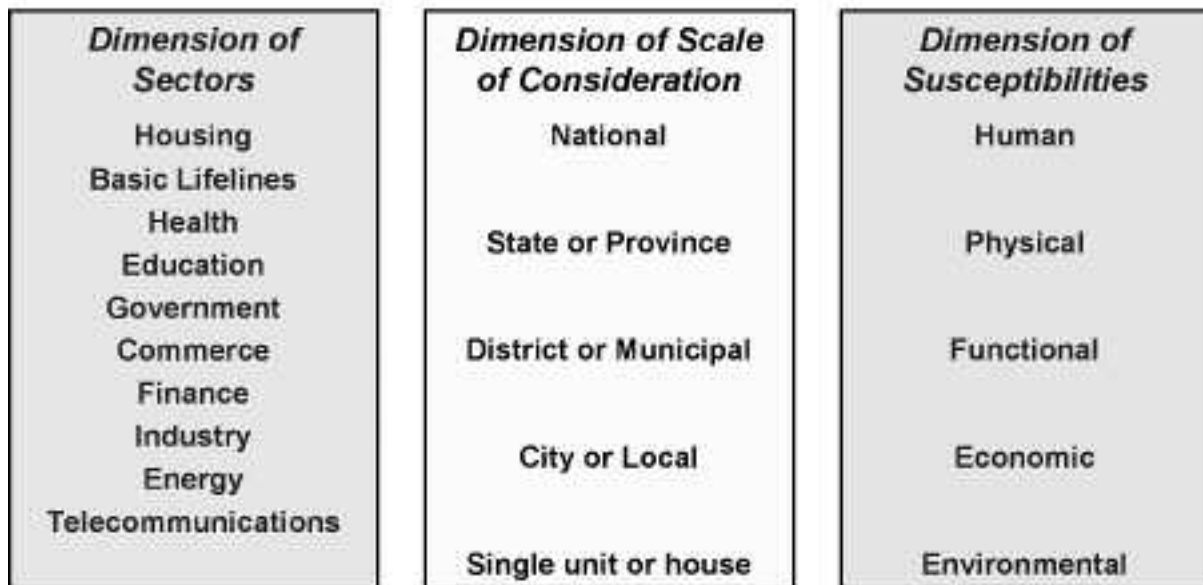 Dimension of
Sectors
Housing
Basic Lifelines
Health
Education
Government
Commerce
Finance
Industry
Energy
Telecommunications
Dimension of Scale
of Consideration
National
State or Province
District or Municipal
City or Local
Single unit or house
Dimension of
Susceptibilities
Human
Physical
Functional
Economic
Environmental